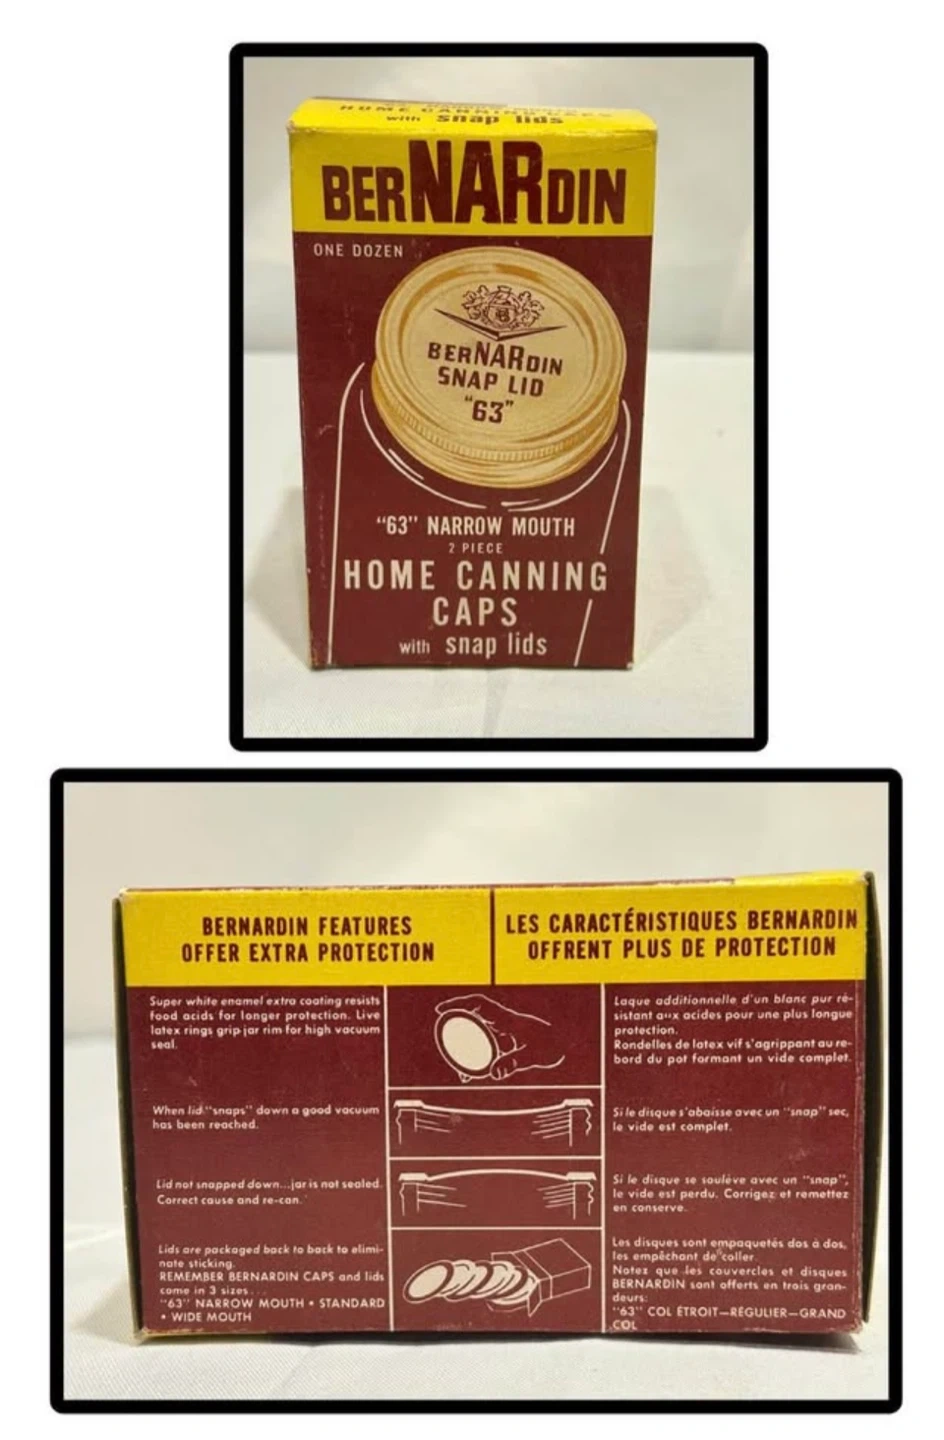 HOME CANNING CAPS
with snap lids
BERNARDIN
ONE DOZEN
BERNARDIN
SNAP LID
"63"
"63" NARROW MOUTH
2 PIECE
HOME CANNING
CAPS
with snap lids
BERNARDIN FEATURES
OFFER EXTRA PROTECTION
Super white enamel extra coating resists
food acids for longer protection. Live
latex rings grip jar rim for high vacuum
seal.
When lid "snaps" down a good vacuum
has been reached.
Lid not snapped down...jar is not sealed.
Correct cause and re-can.
Lids are packaged back to back to elimi-
nate sticking.
REMEMBER BERNARDIN CAPS and lids
come in 3 sizes...
"63" NARROW MOUTH • STANDARD
• WIDE MOUTH
LES CARACTÉRISTIQUES BERNARDIN
OFFRENT PLUS DE PROTECTION
Laque additionnelle d'un blanc pur ré-
sistant aux acides pour une plus longue
protection.
Rondelles de latex vif s'agrippant au re-
bord du pot formant un vide complet.
Si le disque s'abaisse avec un "snap" sec,
le vide est complet.
Si le disque se soulève avec un "snap",
le vide est perdu. Corrigez et remettez
en conserve.
Les disques sont empaquetés dos à dos,
les empêchant de coller.
Notez que les couvercles et disques
BERNARDIN sont offerts en trois gran-
deurs:
"63" COL ÉTROIT—RÉGULIER—GRAND
COL